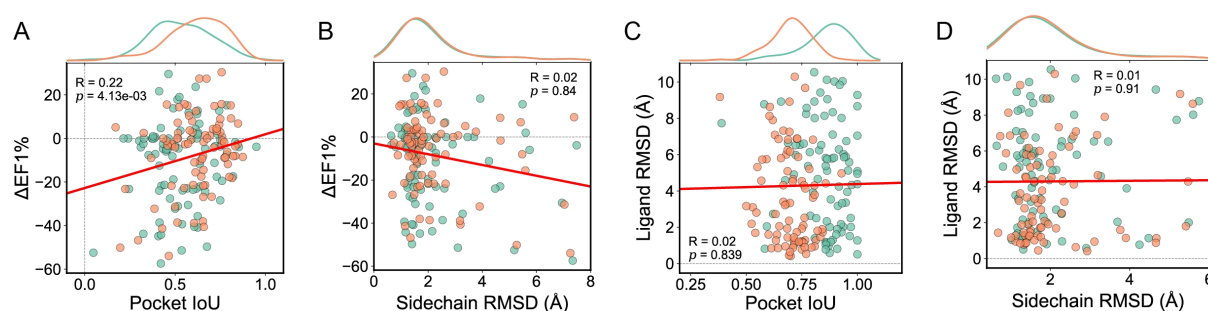 A
R = 0.22
p = 4.13e-03
20
0
−20
−40
−60
ΔEF1%
0.0
0.5
1.0
Pocket IoU
B
R = 0.02
p = 0.84
20
0
−20
−40
−60
ΔEF1%
0
2
4
6
8
Sidechain RMSD (Å)
C
10
8
6
4
2
0
Ligand RMSD (Å)
R = 0.02
p = 0.839
0.25
0.50
0.75
1.00
Pocket IoU
D
R = 0.01
p = 0.91
10
8
6
4
2
0
Ligand RMSD (Å)
2
4
6
Sidechain RMSD (Å)